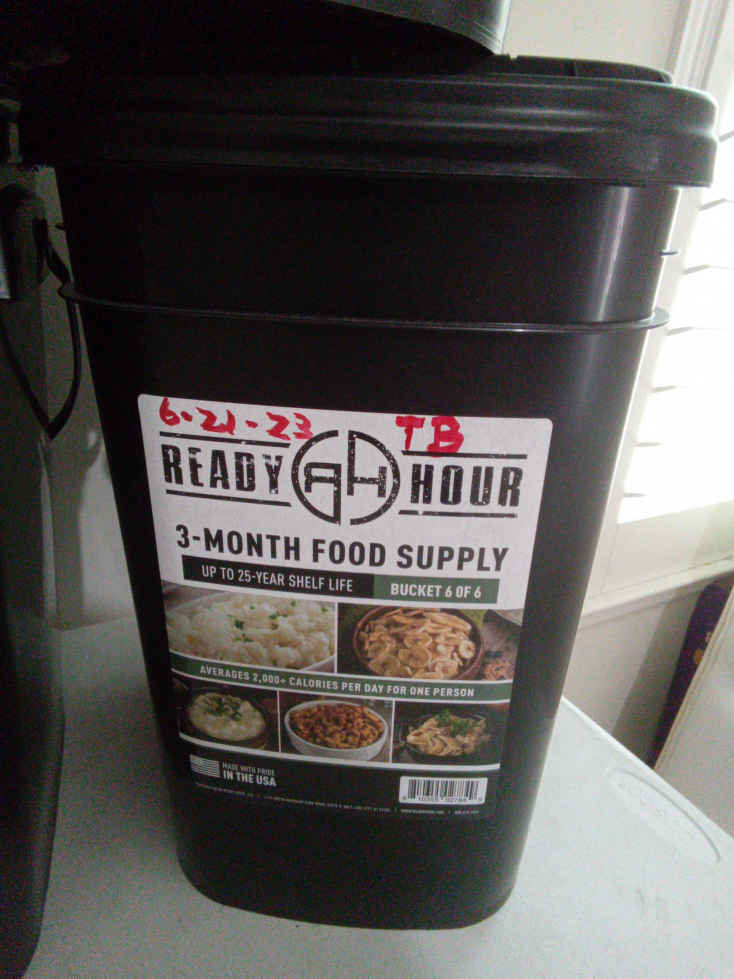 6-21-23 TB
READY RH HOUR
3-MONTH FOOD SUPPLY
UP TO 25-YEAR SHELF LIFE BUCKET 6 OF 6
AVERAGES 2,000+ CALORIES PER DAY FOR ONE PERSON
MADE WITH PRIDE
IN THE USA